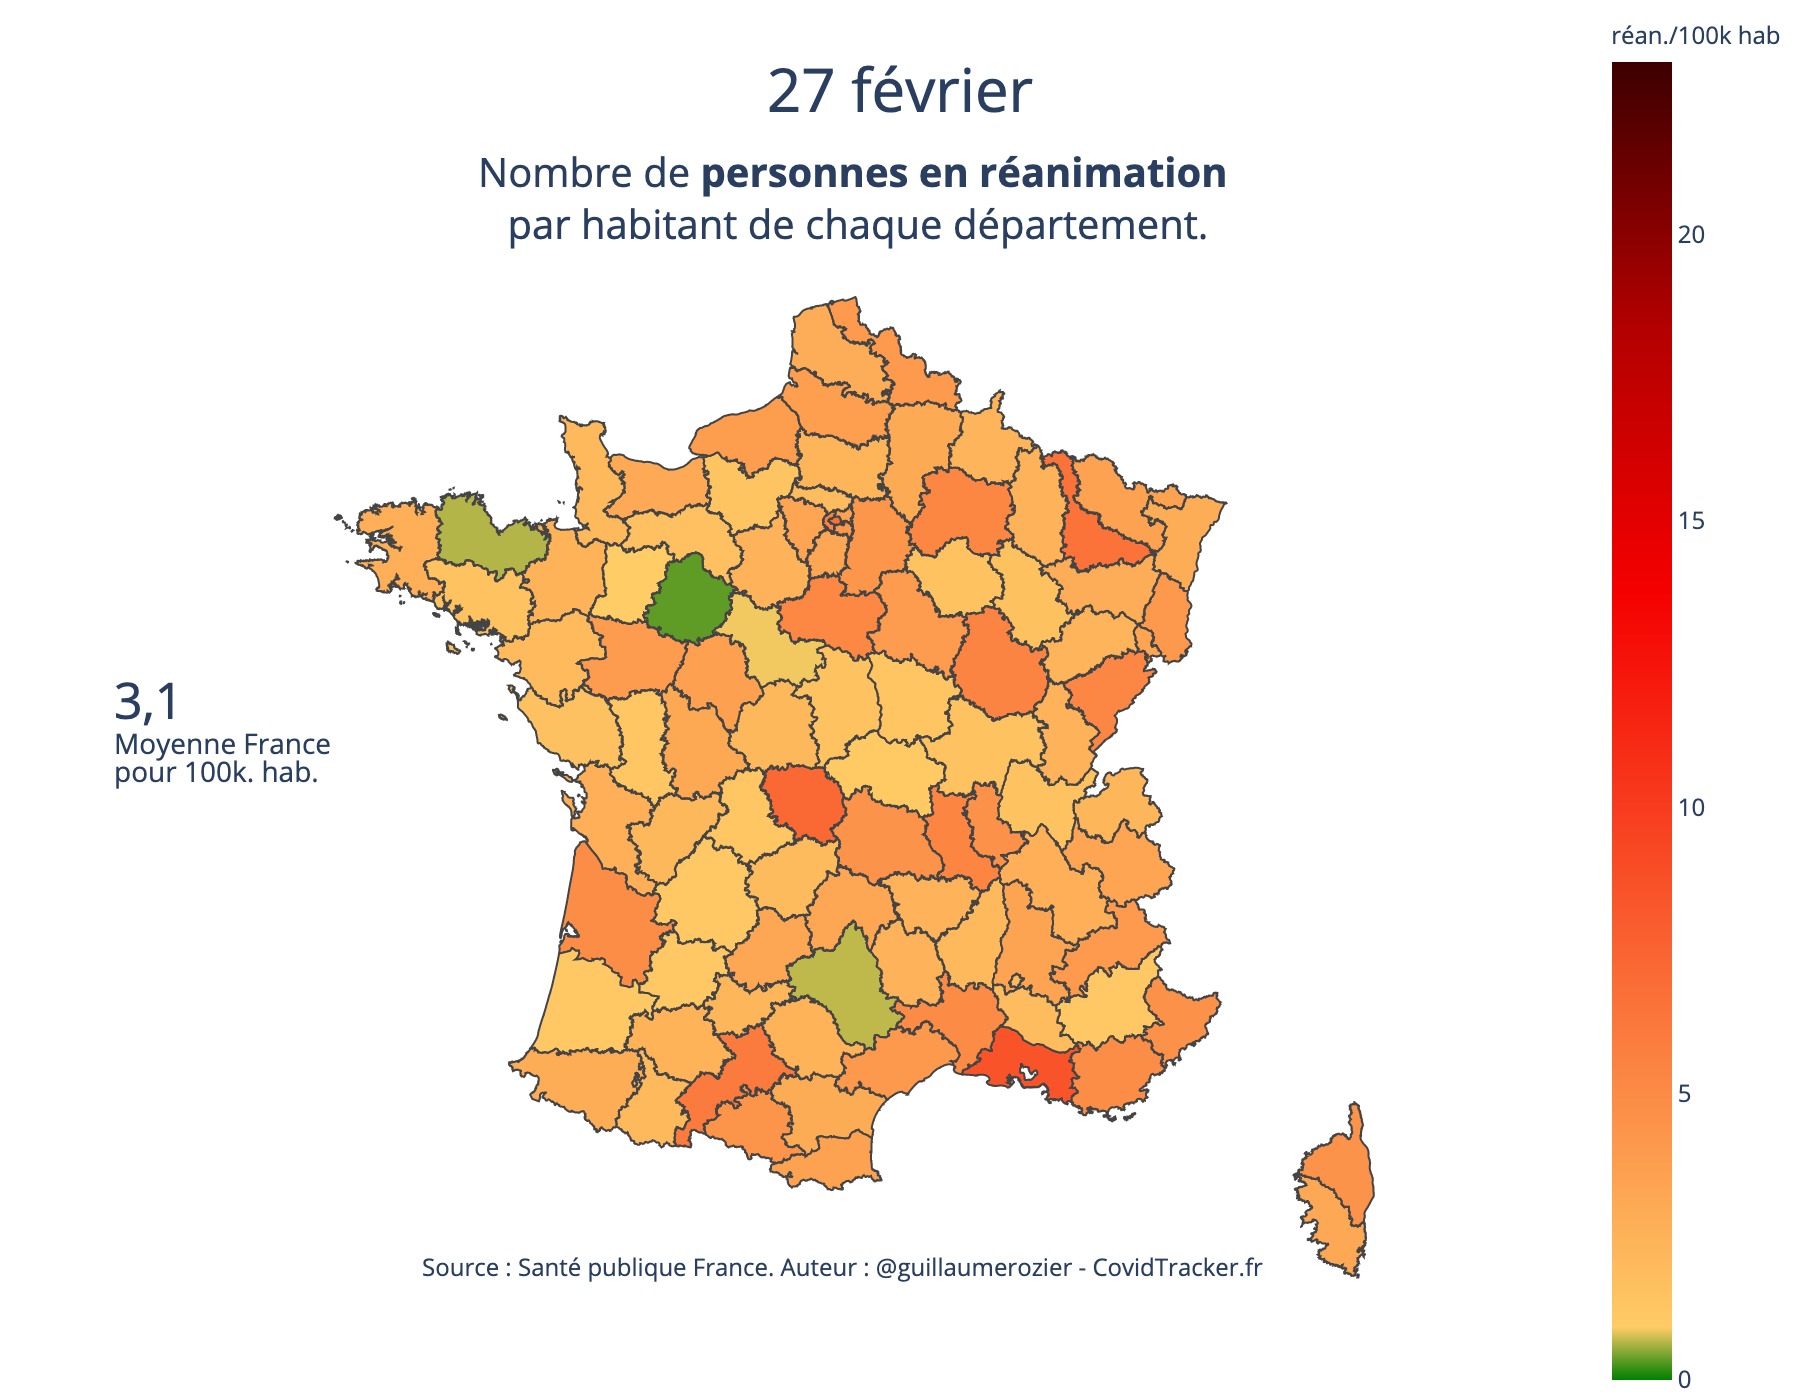 réan./100k hab
27 février
Nombre de personnes en réanimation
par habitant de chaque département.
20
15
3,1
Moyenne France
pour 100k. hab.
10
5
Source : Santé publique France. Auteur : @guillaumerozier - CovidTracker.fr
0